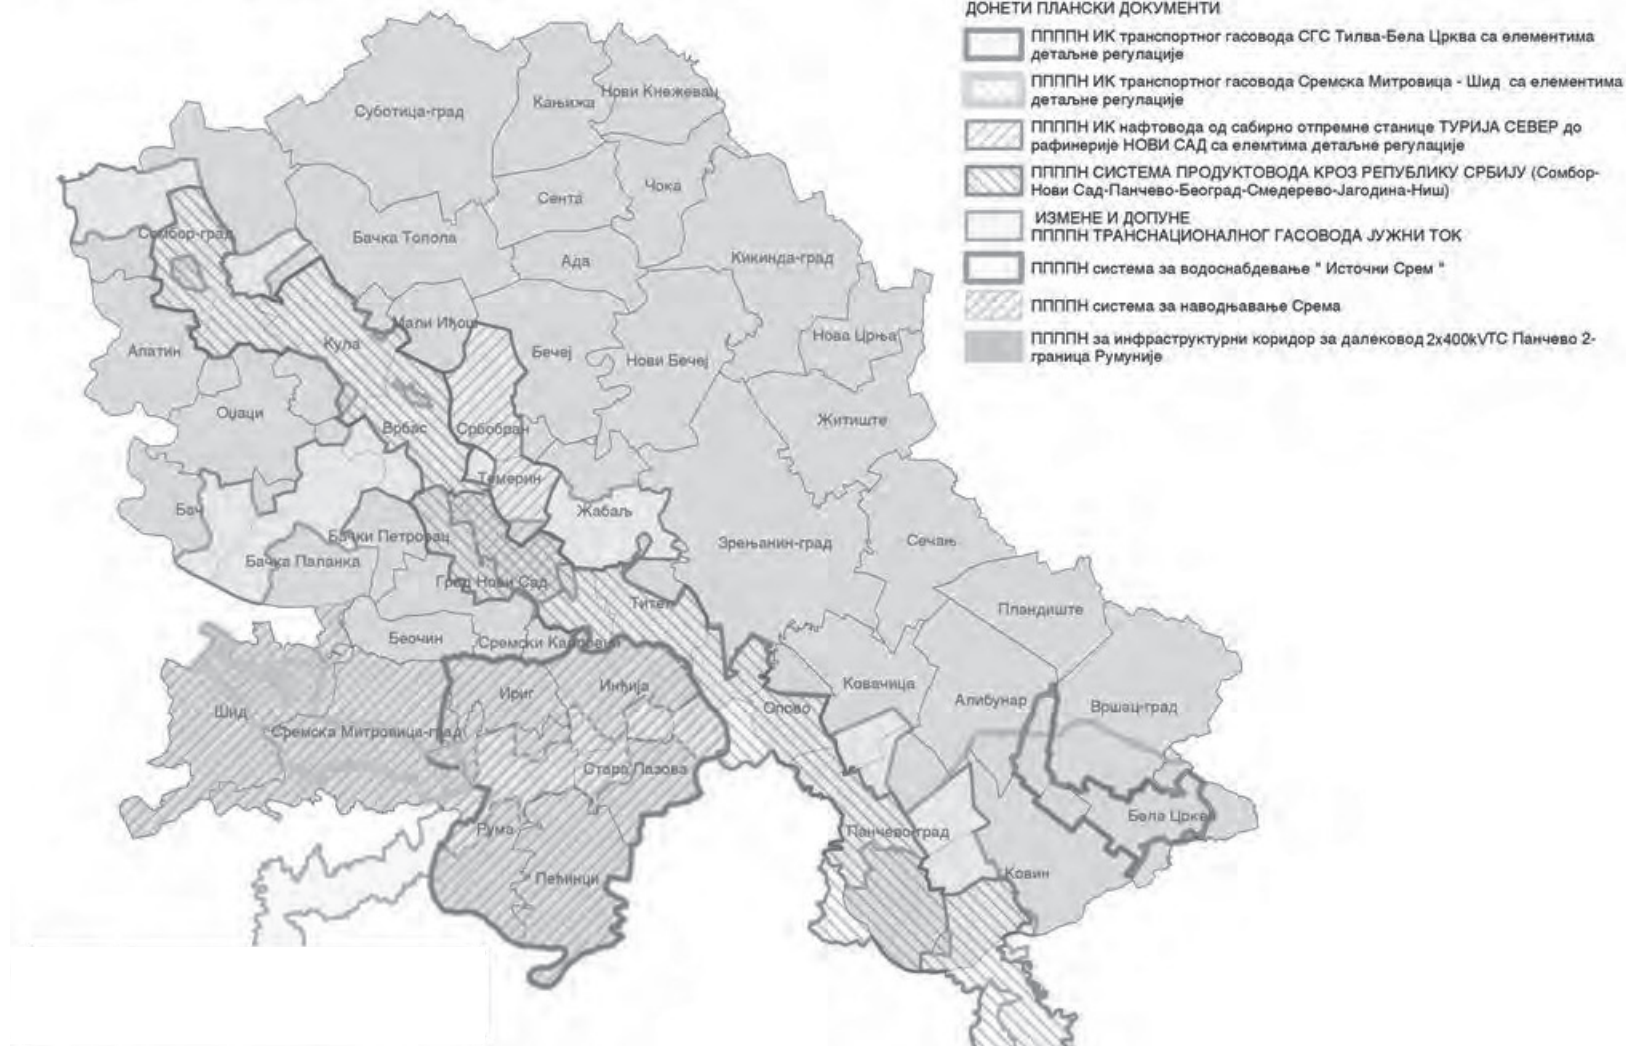 ДОНЕТИ ПЛАНСКИ ДОКУМЕНТИ
ПППН ИК транспортног гасовода СГС Тилва-Бела Црква са елементима
детаљне регулације
ПППН ИК транспортног гасовода Сремска Митровица - Шид са елементима
детаљне регулације
ПППН ИК нафтовода од сабирно отпремне станице ТУРИЈА СЕВЕР до
рафинерије НОВИ САД са елемтима детаљне регулације
ПППН СИСТЕМА ПРОДУКТОВОДА КРОЗ РЕПУБЛИКУ СРБИЈУ (Сомбор-
Нови Сад-Панчево-Београд-Смедерево-Јагодина-Ниш)
ИЗМЕНЕ И ДОПУНЕ
ПППН ТРАНСНАЦИОНАЛНОГ ГАСОВОДА ЈУЖНИ ТОК
ПППН система за водоснабдевање " Источни Срем "
ПППН система за наводњавање Срема
ПППН за инфраструктурни коридор за далековод 2x400kVТС Панчево 2-
граница Румуније
Суботица-град
Кањижа
Нови Кнежевац
Чока
Сента
Сомбор-град
Бачка Топола
Ада
Кикинда-град
Мали Иђош
Нова Црња
Апатин
Кула
Бечеј
Нови Бечеј
Оџаци
Житиште
Врбас
Србобран
Темерин
Бач
Жабаљ
Бачки Петровац
Зрењанин-град
Сечањ
Бачка Паланка
Град Нови Сад
Тител
Пландиште
Беочин
Сремски Карловци
Ириг
Инђија
Ковачица
Алибунар
Вршац-град
Шид
Опово
Сремска Митровица-град
Стара Пазова
Бела Црква
Рума
Панчево-град
Пећинци
Ковин